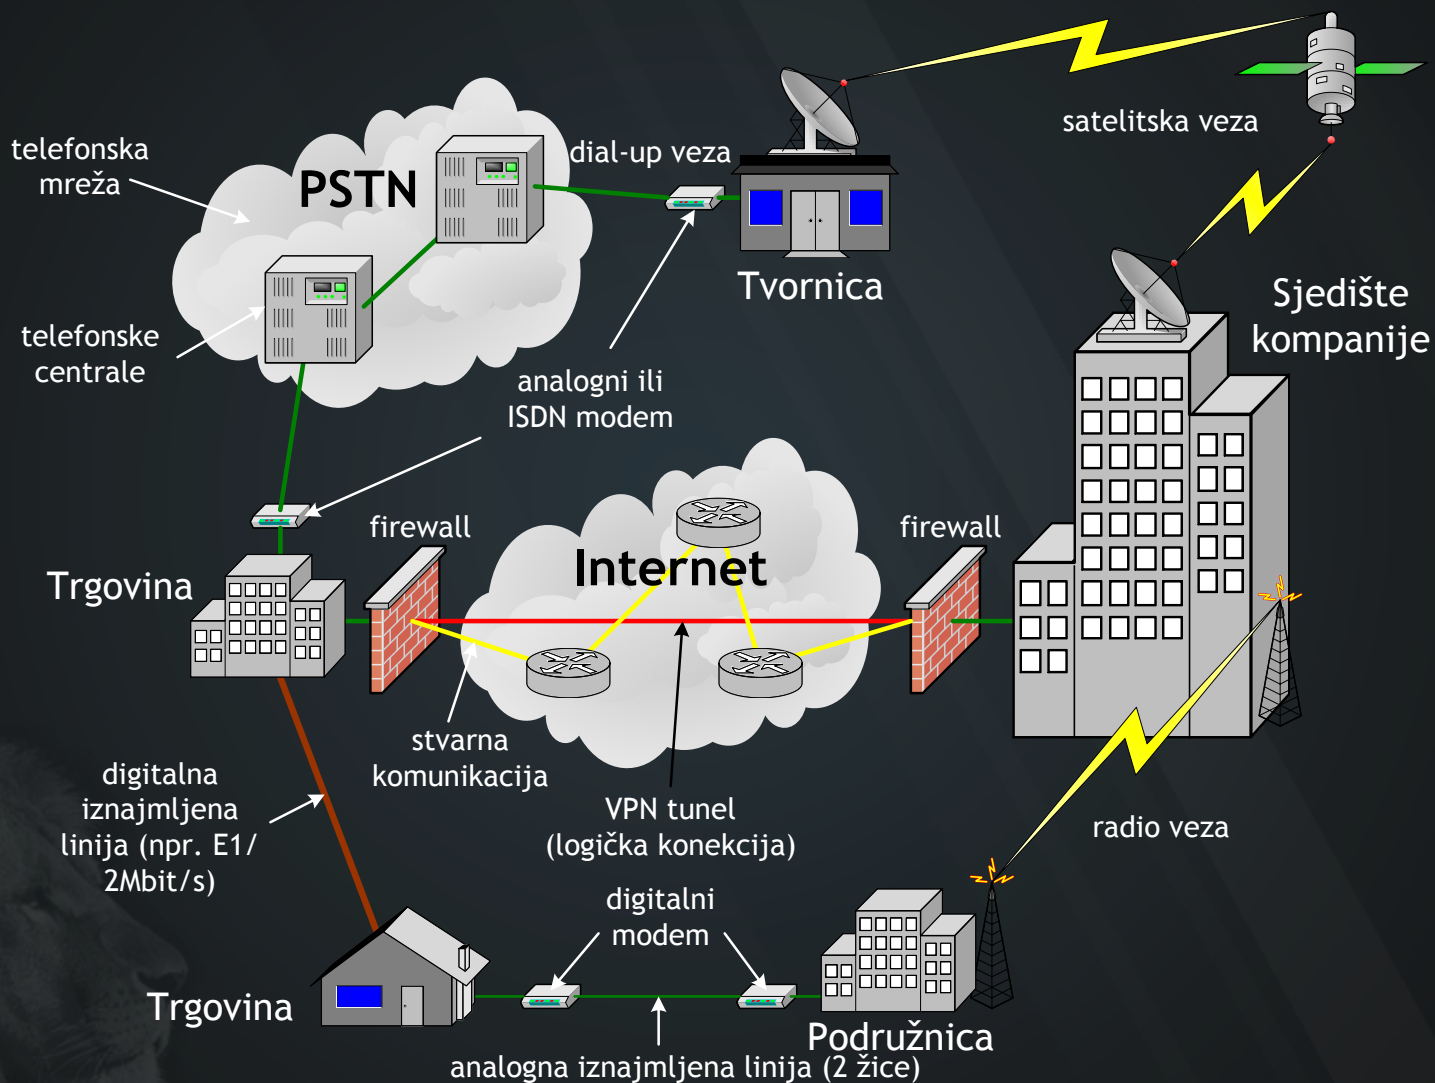 satelitska veza
telefonska
mreža
dial-up veza
PSTN
Tvornica
Sjedište
kompanije
telefonske
centrale
analogni ili
ISDN modem
firewall
firewall
Internet
Trgovina
stvarna
komunikacija
digitalna
iznajmljena
linija (npr. E1/
2Mbit/s)
VPN tunel
(logička konekcija)
radio veza
digitalni
modem
Trgovina
Podružnica
analogna iznajmljena linija (2 žice)